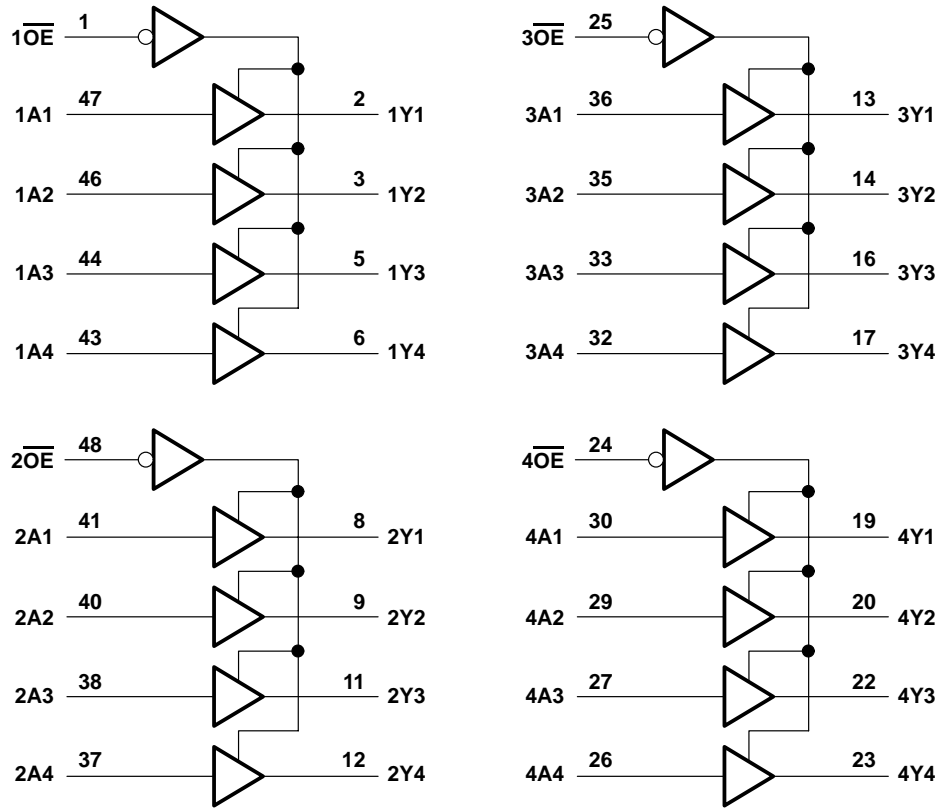 1OE 1
1A1 47 2 1Y1
1A2 46 3 1Y2
1A3 44 5 1Y3
1A4 43 6 1Y4
3OE 25
3A1 36 13 3Y1
3A2 35 14 3Y2
3A3 33 16 3Y3
3A4 32 17 3Y4
2OE 48
2A1 41 8 2Y1
2A2 40 9 2Y2
2A3 38 11 2Y3
2A4 37 12 2Y4
4OE 24
4A1 30 19 4Y1
4A2 29 20 4Y2
4A3 27 22 4Y3
4A4 26 23 4Y4